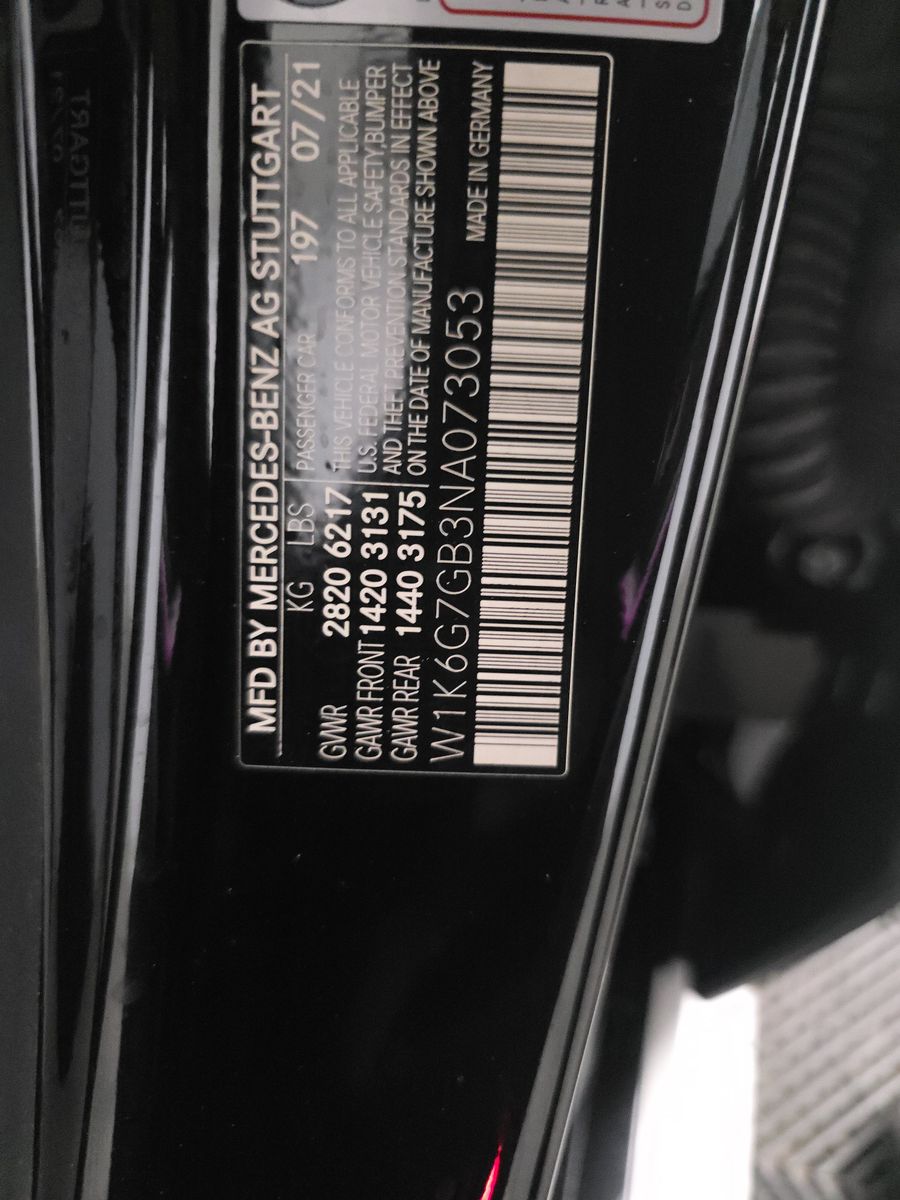 MFD BY MERCEDES-BENZ AG STUTTGART
KG LBS PASSENGER CAR 197 07/21
GWR 2820 6217 THIS VEHICLE CONFORMS TO ALL APPLICABLE
GAWR FRONT 1420 3131 U.S. FEDERAL MOTOR VEHICLE SAFETY,BUMPER
GAWR REAR 1440 3175 AND THEFT PREVENTION STANDARDS IN EFFECT
ON THE DATE OF MANUFACTURE SHOWN ABOVE
W1K6G7GB3NA073053 MADE IN GERMANY